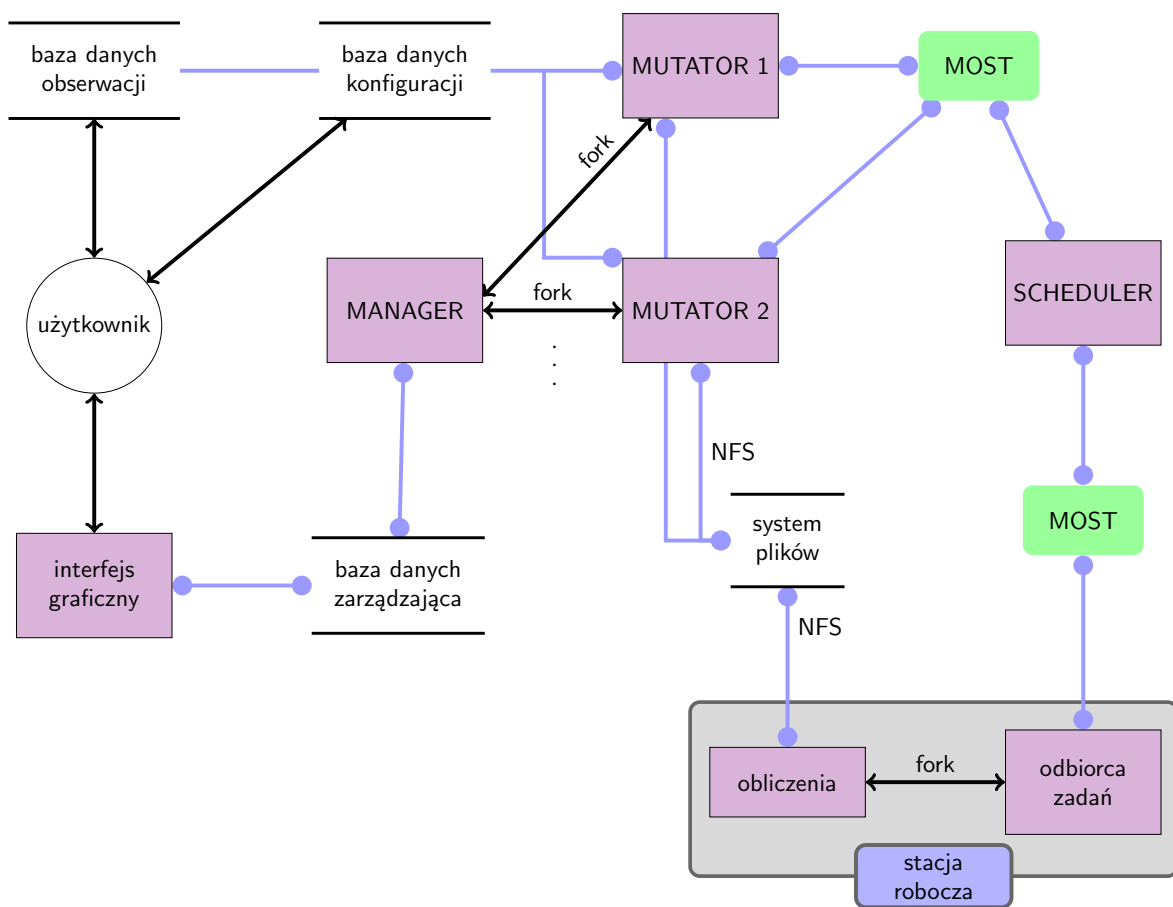 baza danych
obserwacji
baza danych
konfiguracji
MUTATOR 1
MOST
fork
użytkownik
MANAGER
fork
MUTATOR 2
SCHEDULER
NFS
MOST
system
plików
interfejs
graficzny
baza danych
zarządzająca
NFS
obliczenia
fork
odbiorca
zadań
stacja
robocza